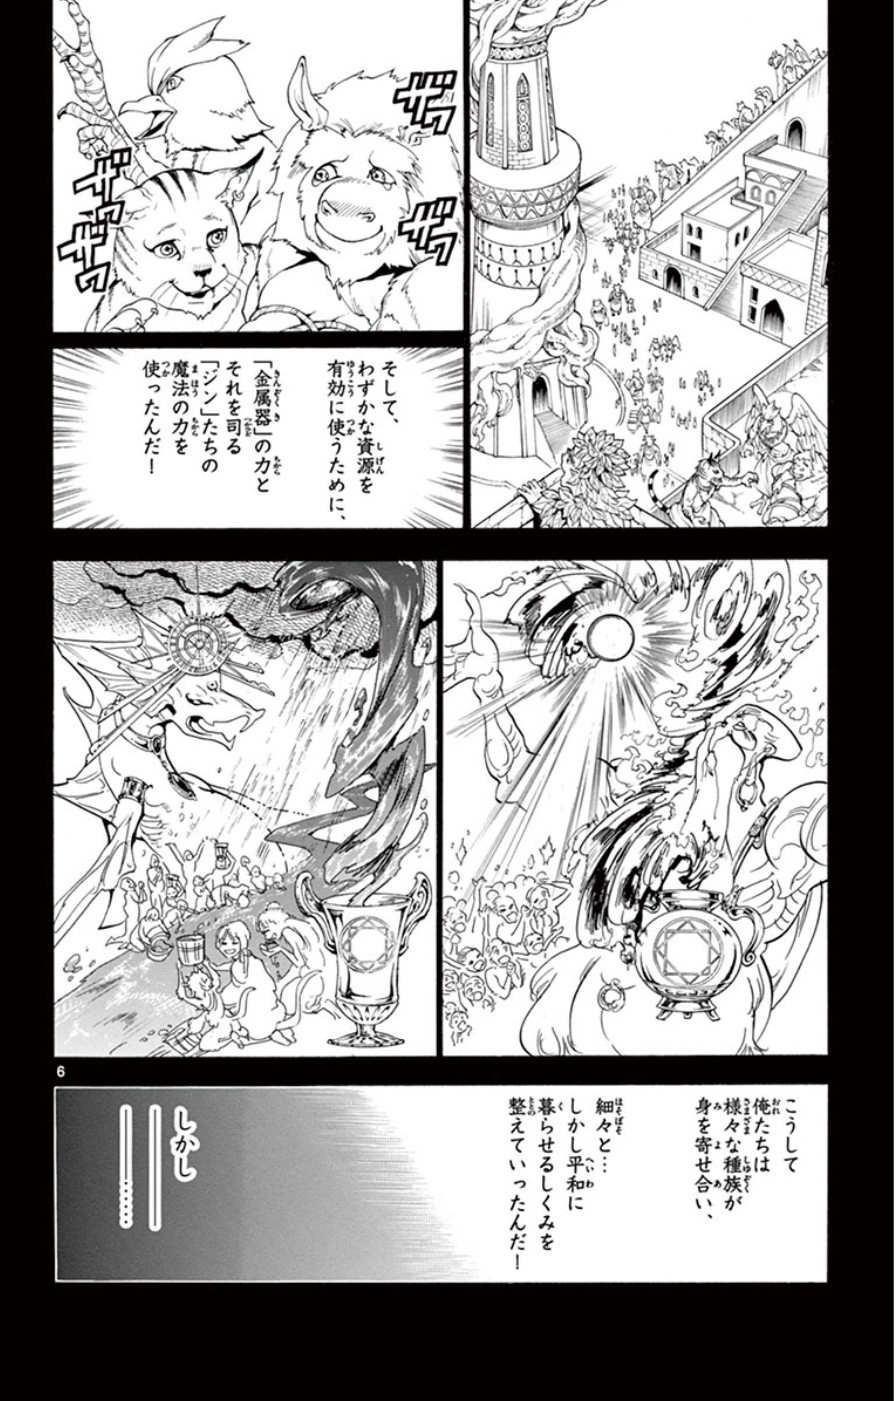 ザワ
ザワ
ザワ
ザワ
そして、
わずかな資源を
有効に使うために、
「金属器」の力と
それを司る
「ジン」たちの
魔法の力を
使ったんだ!
6
こうして
俺たちは
様々な種族が
身を寄せ合い、
細々と…
しかし平和に
暮らせるしくみを
整えていったんだ!
しかし
――……